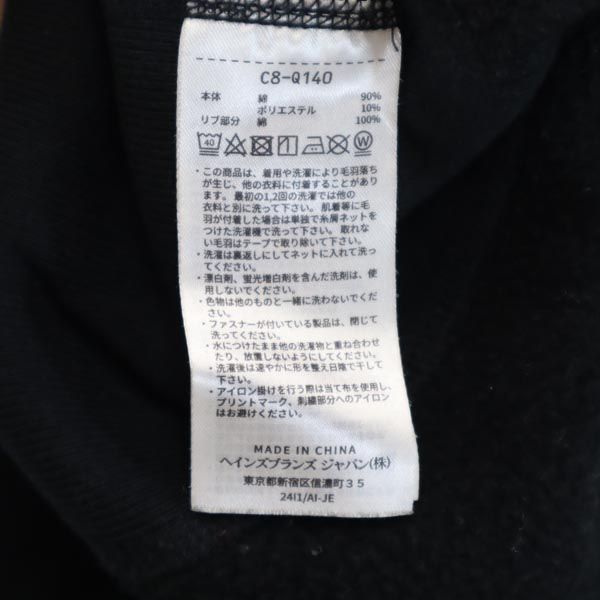 C8-Q140
本体 綿 90%
ポリエステル 10%
リブ部分 綿 100%
40 W
・この商品は、着用や洗濯により毛羽落ち
が生じ、他の衣料に付着することがあり
ます。最初の1,2回の洗濯では他の
衣料と別に洗って下さい。肌着等に毛
羽が付着した場合は単独で糸屑ネットを
つけた洗濯機で洗って下さい。取れな
い毛羽はテープで取り除いて下さい。
・洗濯は裏返しにしてネットに入れて洗っ
てください。
・漂白剤、蛍光増白剤を含んだ洗剤は、使
用しないでください。
・色物は他のものと一緒に洗わないでくだ
さい。
・ファスナーが付いている製品は、閉じて
洗ってください。
・水につけたまま他の洗濯物と重ね合わせ
たり、放置しないようにしてください。
・洗濯後は速やかに形を整え日陰で干して
下さい。
・アイロン掛けを行う際は当て布を使用し、
プリントマーク、刺繍部分へのアイロン
はお避けください。
MADE IN CHINA
ヘインズブランズ ジャパン(株)
東京都新宿区信濃町35
24I1/AI-JE